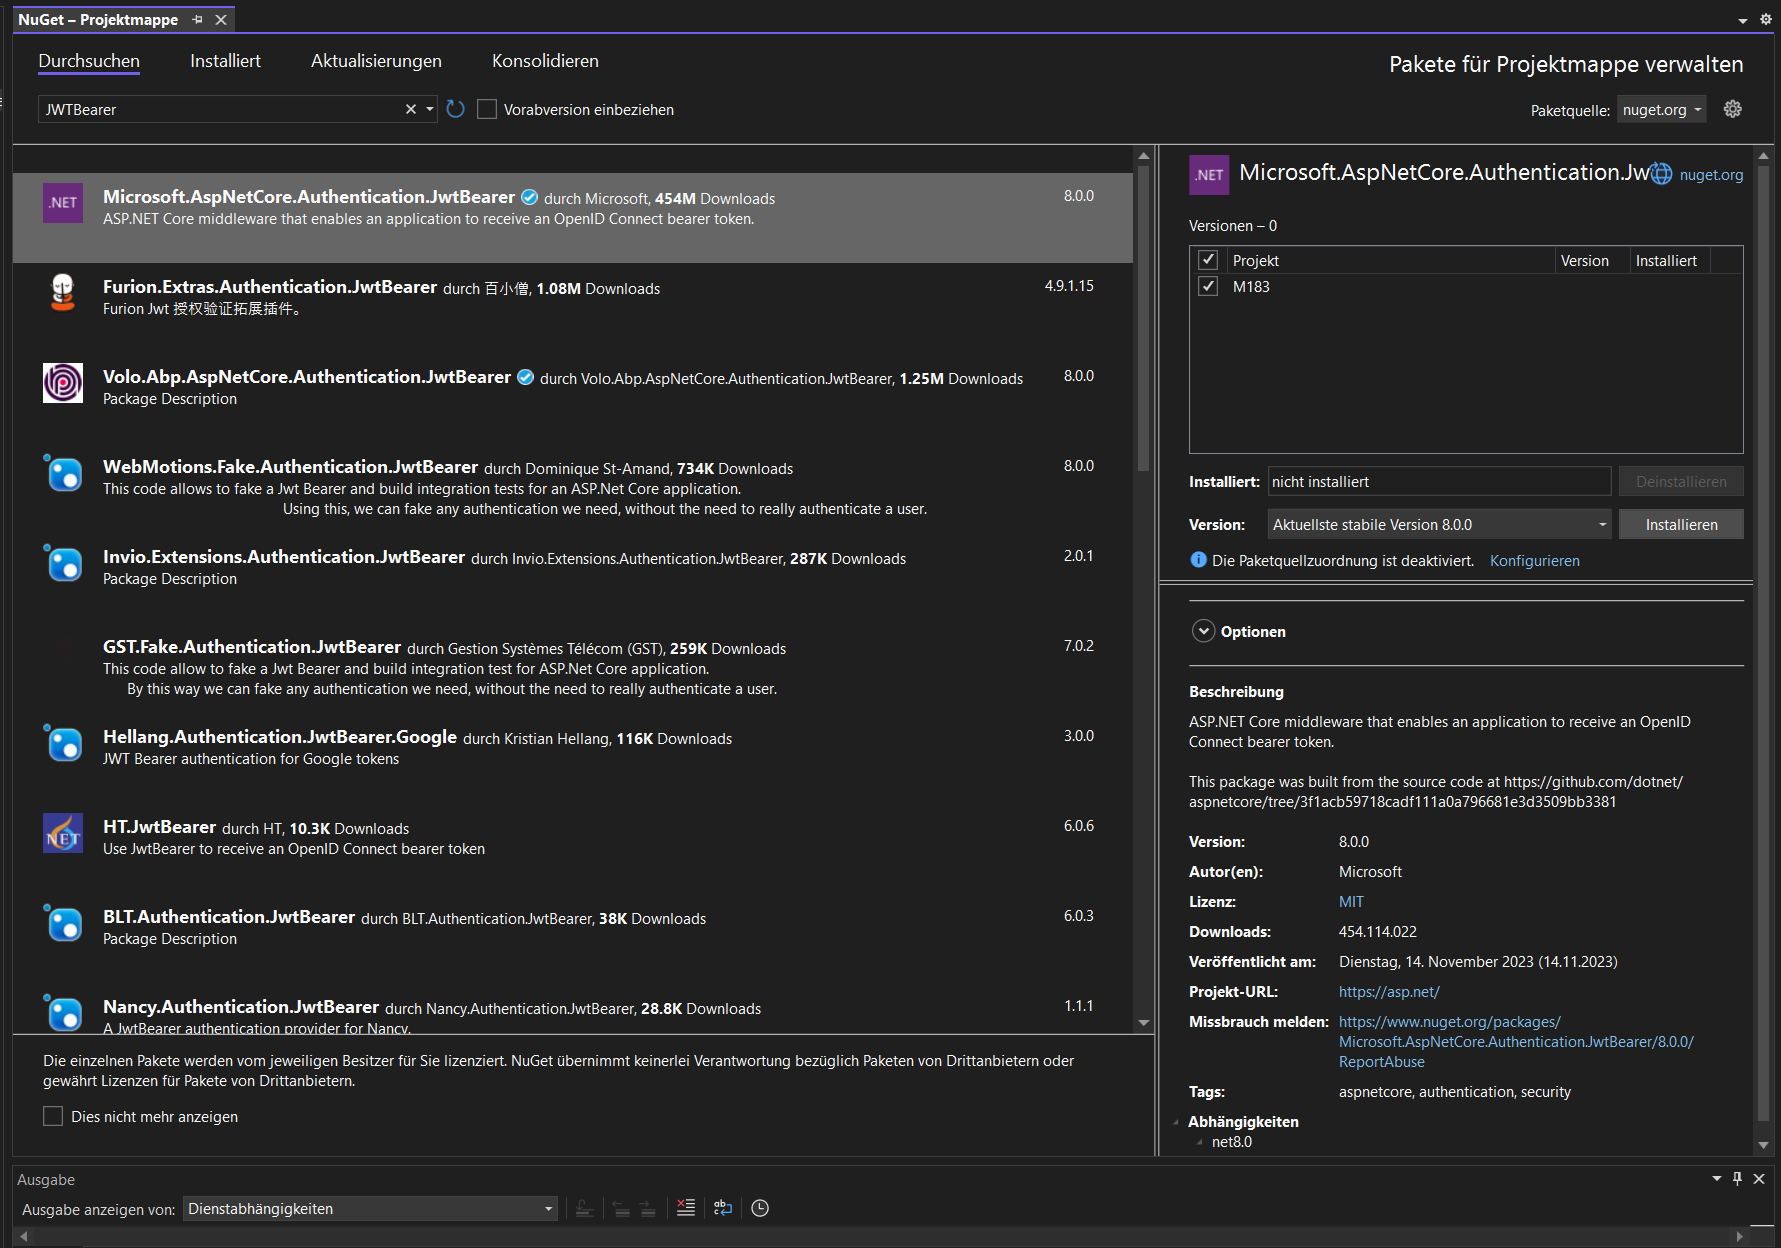 NuGet – Projektmappe
Durchsuchen Installiert Aktualisierungen Konsolidieren
Pakete für Projektmappe verwalten
JWTBearer
Vorabversion einbeziehen
Paketquelle: nuget.org
.NET
Microsoft.AspNetCore.Authentication.JwtBearer durch Microsoft, 454M Downloads 8.0.0
ASP.NET Core middleware that enables an application to receive an OpenID Connect bearer token.
Furion.Extras.Authentication.JwtBearer durch 百小僧, 1.08M Downloads 4.9.1.15
Furion Jwt 授权验证拓展插件。
Volo.Abp.AspNetCore.Authentication.JwtBearer durch Volo.Abp.AspNetCore.Authentication.JwtBearer, 1.25M Downloads 8.0.0
Package Description
WebMotions.Fake.Authentication.JwtBearer durch Dominique St-Amand, 734K Downloads 8.0.0
This code allows to fake a Jwt Bearer and build integration tests for an ASP.Net Core application.
Using this, we can fake any authentication we need, without the need to really authenticate a user.
Invio.Extensions.Authentication.JwtBearer durch Invio.Extensions.Authentication.JwtBearer, 287K Downloads 2.0.1
Package Description
GST.Fake.Authentication.JwtBearer durch Gestion Systèmes Télécom (GST), 259K Downloads 7.0.2
This code allow to fake a Jwt Bearer and build integration test for ASP.Net Core application.
By this way we can fake any authentication we need, without the need to really authenticate a user.
Hellang.Authentication.JwtBearer.Google durch Kristian Hellang, 116K Downloads 3.0.0
JWT Bearer authentication for Google tokens
NET
HT.JwtBearer durch HT, 10.3K Downloads 6.0.6
Use JwtBearer to receive an OpenID Connect bearer token
BLT.Authentication.JwtBearer durch BLT.Authentication.JwtBearer, 38K Downloads 6.0.3
Package Description
Nancy.Authentication.JwtBearer durch Nancy.Authentication.JwtBearer, 28.8K Downloads 1.1.1
A JwtBearer authentication provider for Nancy.
Die einzelnen Pakete werden vom jeweiligen Besitzer für Sie lizenziert. NuGet übernimmt keinerlei Verantwortung bezüglich Paketen von Drittanbietern oder
gewährt Lizenzen für Pakete von Drittanbietern.
Dies nicht mehr anzeigen
.NET
Microsoft.AspNetCore.Authentication.Jw nuget.org
Versionen – 0
Projekt Version Installiert
M183
Installiert: nicht installiert Deinstallieren
Version: Aktuellste stabile Version 8.0.0 Installieren
Die Paketquellzuordnung ist deaktiviert. Konfigurieren
Optionen
Beschreibung
ASP.NET Core middleware that enables an application to receive an OpenID
Connect bearer token.
This package was built from the source code at https://github.com/dotnet/
aspnetcore/tree/3f1acb59718cadf111a0a796681e3d3509bb3381
Version: 8.0.0
Autor(en): Microsoft
Lizenz: MIT
Downloads: 454.114.022
Veröffentlicht am: Dienstag, 14. November 2023 (14.11.2023)
Projekt-URL: https://asp.net/
Missbrauch melden: https://www.nuget.org/packages/
Microsoft.AspNetCore.Authentication.JwtBearer/8.0.0/
ReportAbuse
Tags: aspnetcore, authentication, security
Abhängigkeiten
net8.0
Ausgabe
Ausgabe anzeigen von: Dienstabhängigkeiten